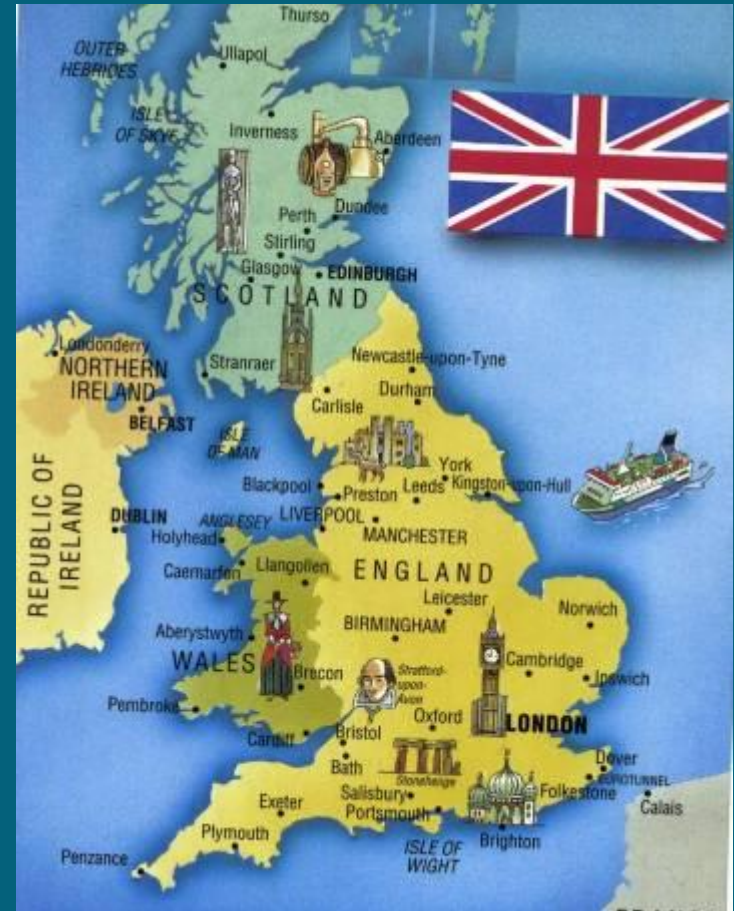 Thurso
OUTER
HEBRIDES
Ullapol
ISLE
OF SKYE
Inverness
Aberdeen
Perth
Dundee
Stirling
Glasgow
EDINBURGH
SCOTLAND
Londonderry
NORTHERN
IRELAND
BELFAST
Stranraer
Newcastle-upon-Tyne
Durham
Carlisle
ISLE
OF MAN
York
Blackpool
Preston
Leeds
Kingston-upon-Hull
REPUBLIC OF
IRELAND
DUBLIN
ANGLESEY
LIVERPOOL
Holyhead
MANCHESTER
Caernarfon
Llangollen
ENGLAND
Leicester
Norwich
Aberystwyth
BIRMINGHAM
WALES
Brecon
Stratford-
upon-
Avon
Cambridge
Ipswich
Pembroke
Oxford
LONDON
Cardiff
Bristol
Bath
Stonehenge
Dover
EUROTUNNEL
Folkestone
Calais
Exeter
Salisbury
Portsmouth
Plymouth
Brighton
ISLE OF
WIGHT
Penzance